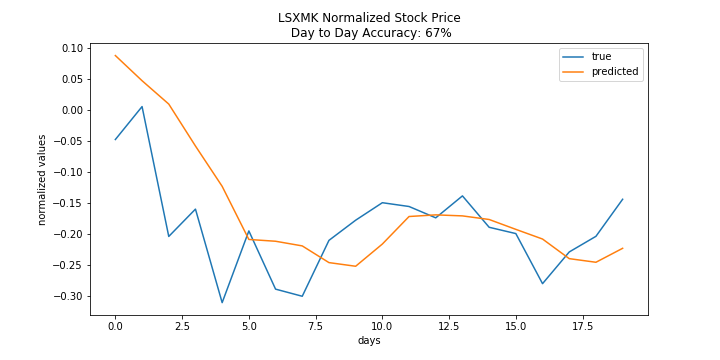 LSXMK Normalized Stock Price
Day to Day Accuracy: 67%
true
predicted
normalized values
0.10
0.05
0.00
−0.05
−0.10
−0.15
−0.20
−0.25
−0.30
0.0
2.5
5.0
7.5
10.0
12.5
15.0
17.5
days